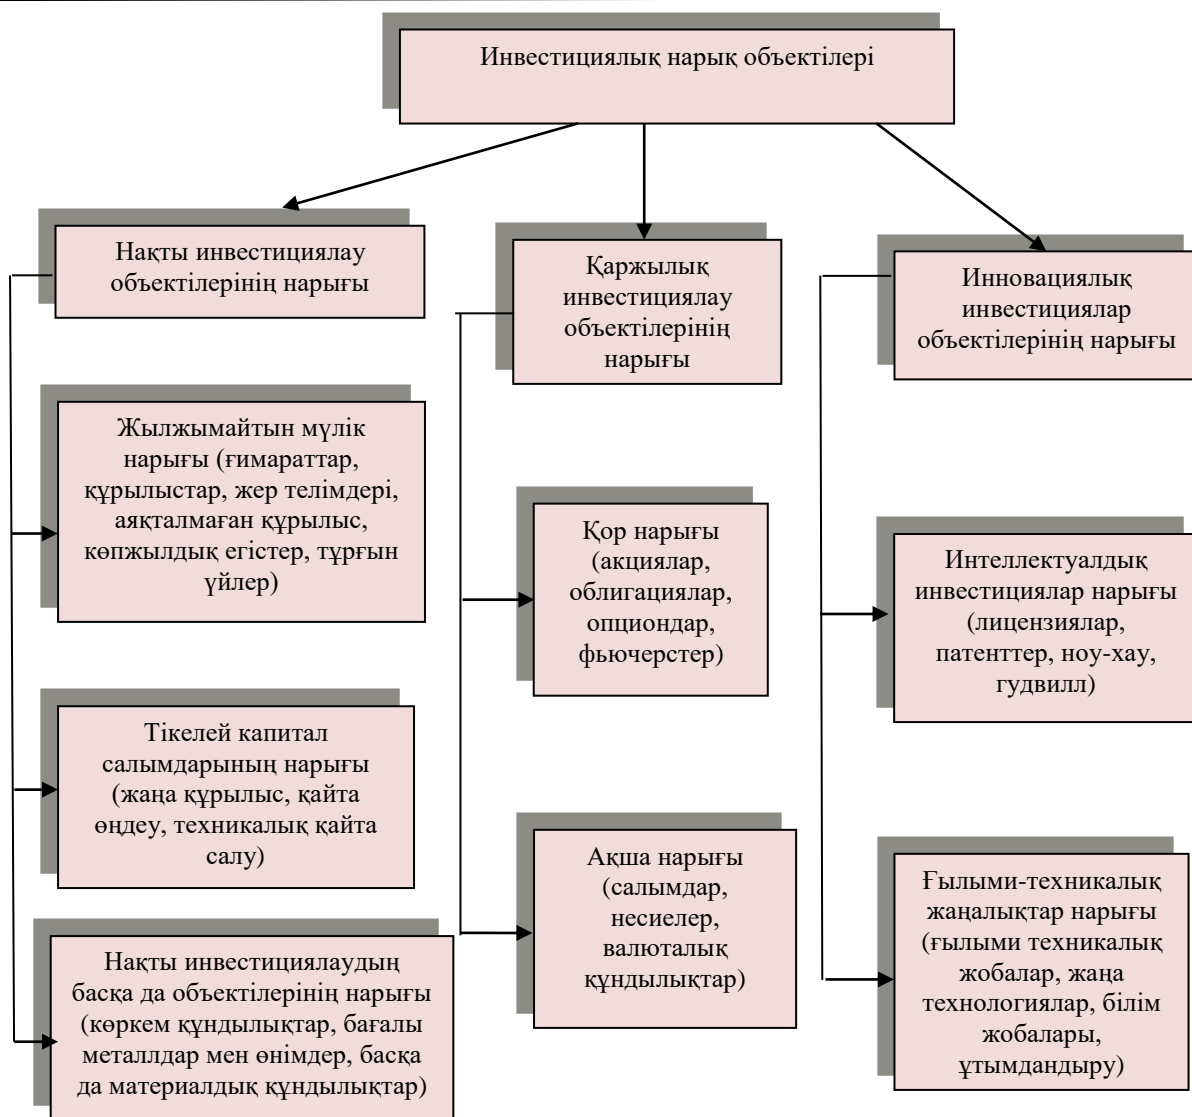 Инвестициялық нарық объектілері
Нақты инвестициялау
объектілерінің нарығы
Жылжымайтын мүлік
нарығы (ғимараттар,
құрылыстар, жер телімдері,
аяқталмаған құрылыс,
көпжылдық егістер, тұрғын
үйлер)
Тікелей капитал
салымдарының нарығы
(жаңа құрылыс, қайта
өңдеу, техникалық қайта
салу)
Нақты инвестициялаудың
басқа да объектілерінің нарығы
(көркем құндылықтар, бағалы
металлдар мен өнімдер, басқа
да материалдық құндылықтар)
Қаржылық
инвестициялау
объектілерінің
нарығы
Қор нарығы
(акциялар,
облигациялар,
опциондар,
фьючерстер)
Ақша нарығы
(салымдар,
несиелер,
валюталық
құндылықтар)
Инновациялық
инвестициялар
объектілерінің нарығы
Интеллектуалдық
инвестициялар нарығы
(лицензиялар,
патенттер, ноу-хау,
гудвилл)
Ғылыми-техникалық
жаңалықтар нарығы
(ғылыми техникалық
жобалар, жаңа
технологиялар, білім
жобалары,
ұтымдандыру)